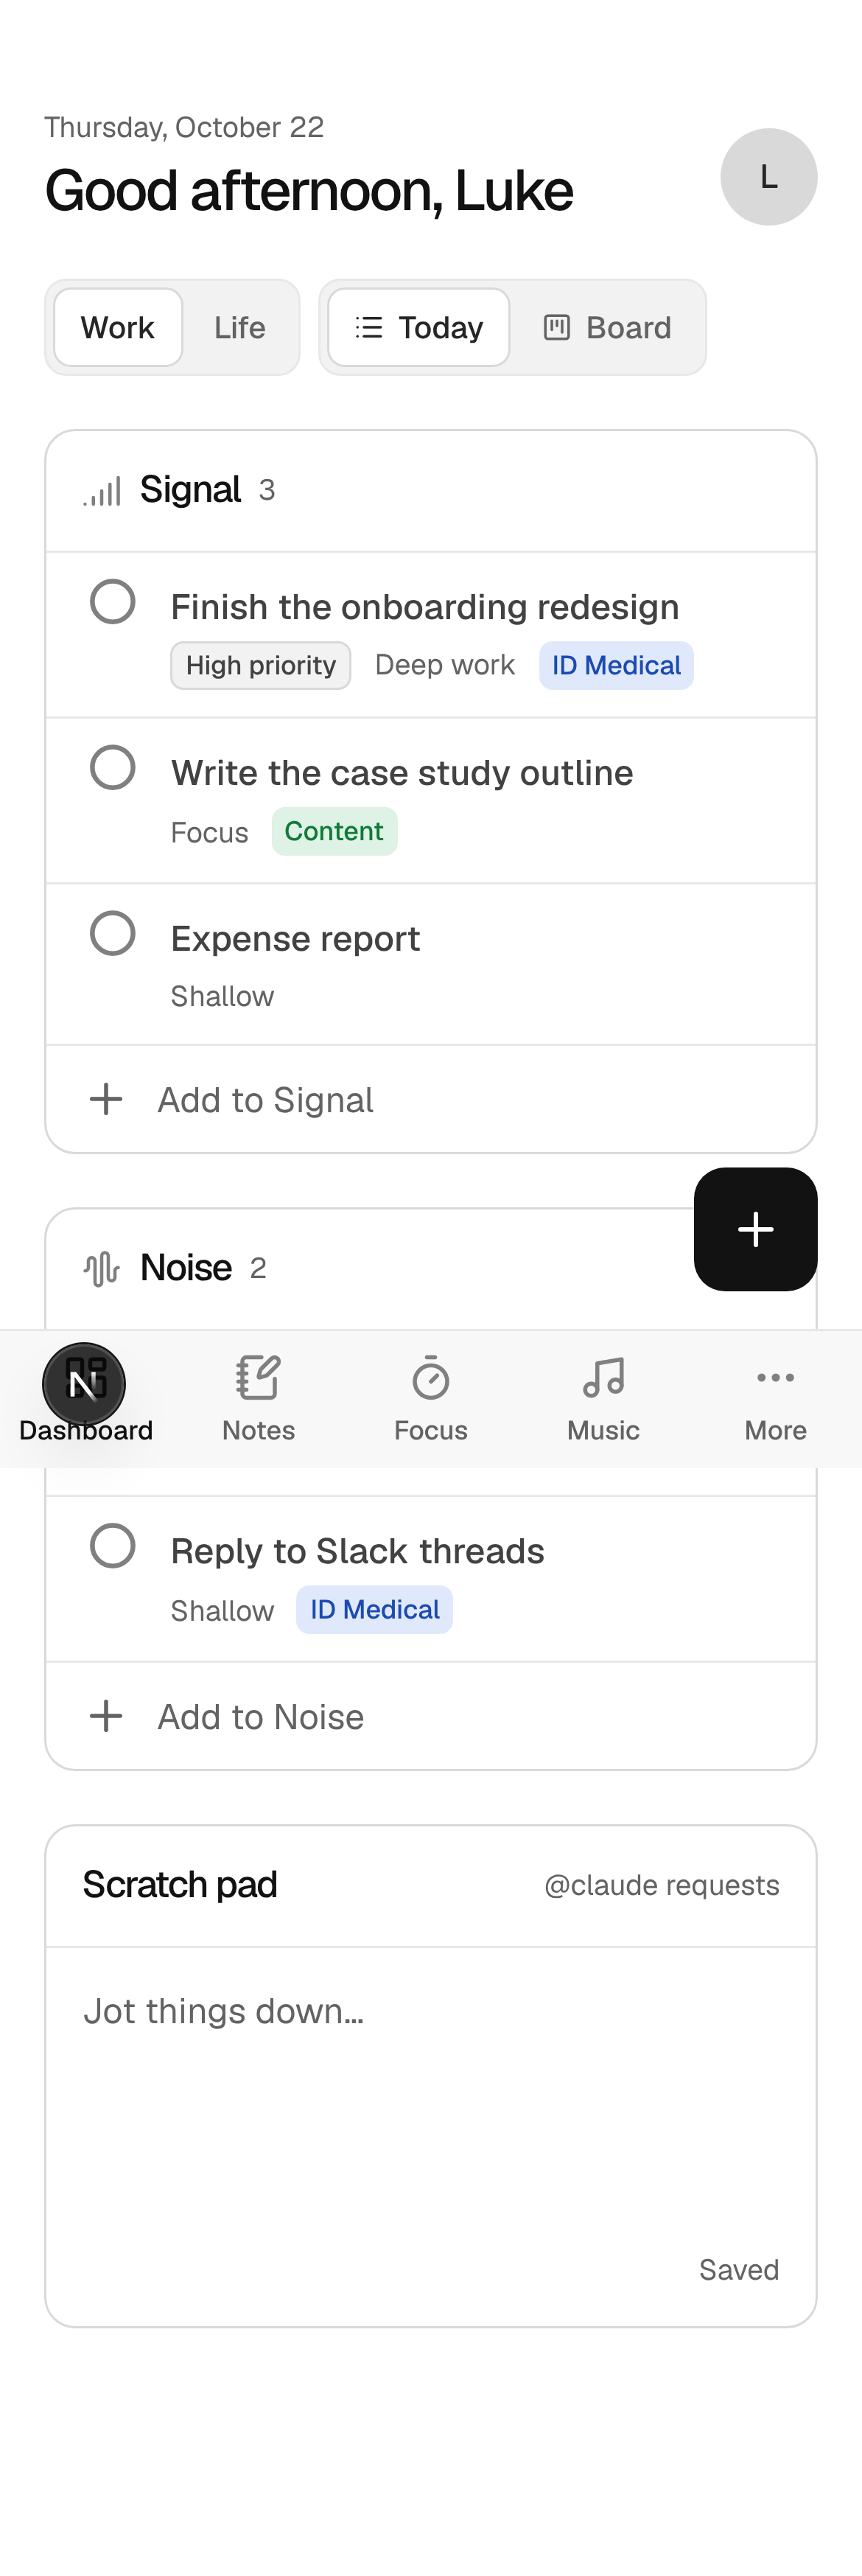 Thursday, October 22
Good afternoon, Luke
L
Work
Life
Today
Board
Signal 3
Finish the onboarding redesign
High priority
Deep work
ID Medical
Write the case study outline
Focus
Content
Expense report
Shallow
Add to Signal
Noise 2
N
Dashboard
Notes
Focus
Music
More
Reply to Slack threads
Shallow
ID Medical
Add to Noise
Scratch pad
@claude requests
Jot things down...
Saved